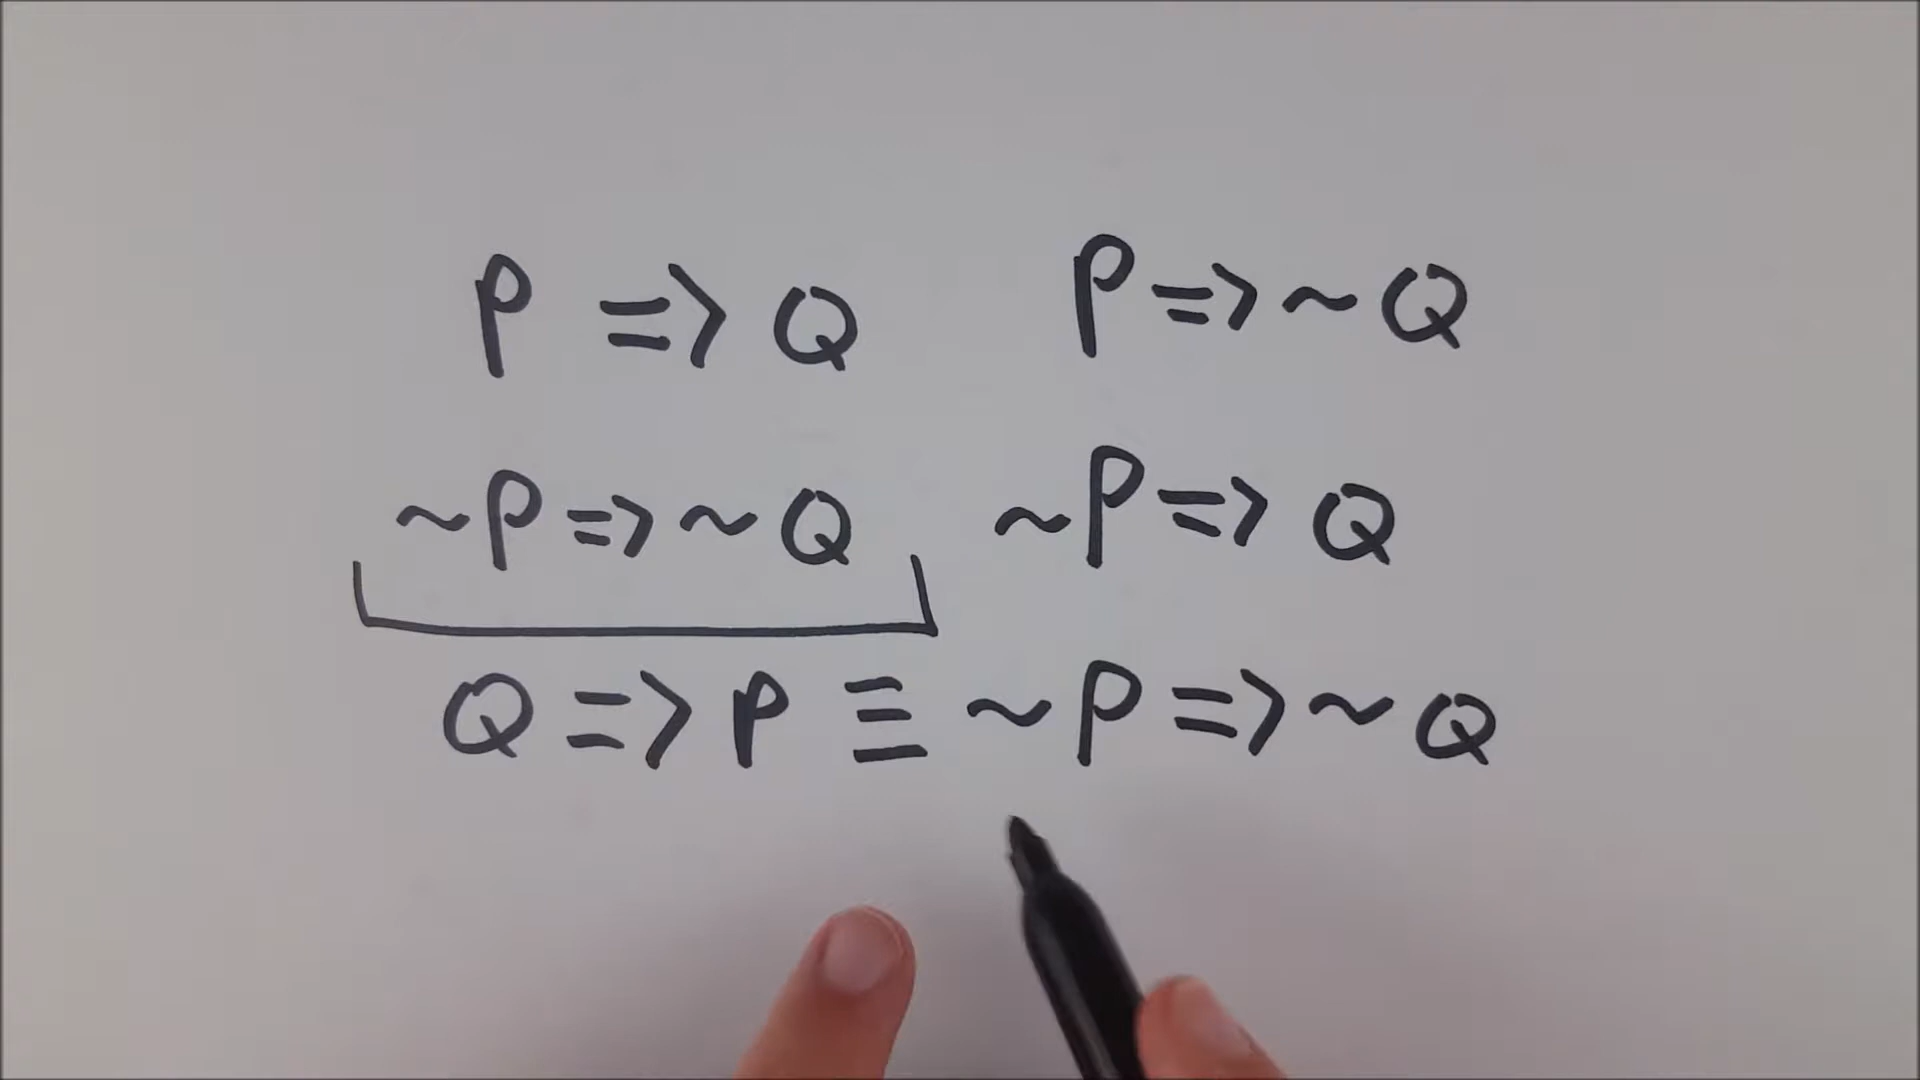 P => Q P => ~Q
~P => ~Q ~P => Q
Q => P ≡ ~P => ~Q